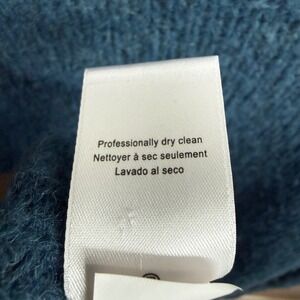 Professionally dry clean
Nettoyer à sec seulement
Lavado al seco